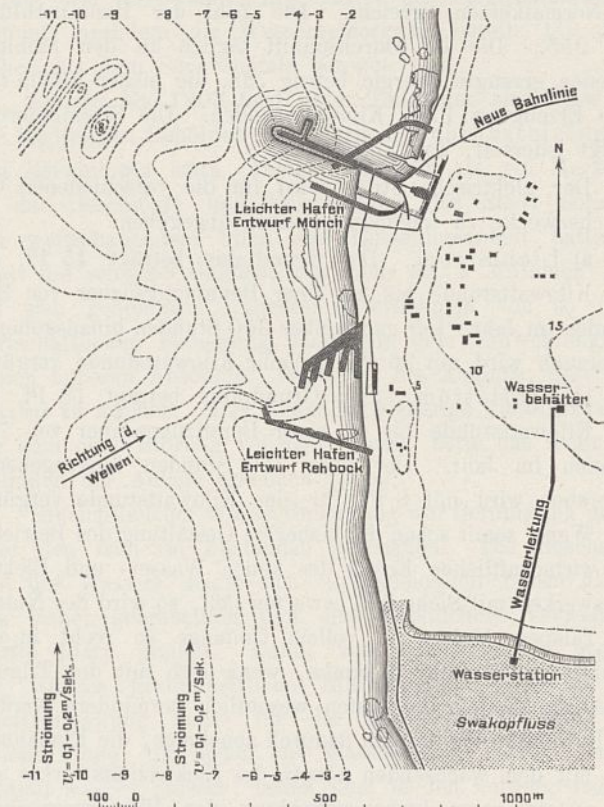 -11 -10 -9 -8 -7 -6 -5 -4 -3 -2
Neue Bahnlinie
N
Leichter Hafen
Entwurf Mönch
15
10
5
Wasser-
behälter
Richtung d.
Wellen
Leichter Hafen
Entwurf Rehbock
Wasserleitung
Wasserstation
Swakopfluss
Strömung
v = 0,1 - 0,2 m/Sek.
Strömung
v = 0,1 - 0,2 m/Sek.
-11 -10 -9 -8 -7 -6 -5 -4 -3 -2
100 0 500 1000 m